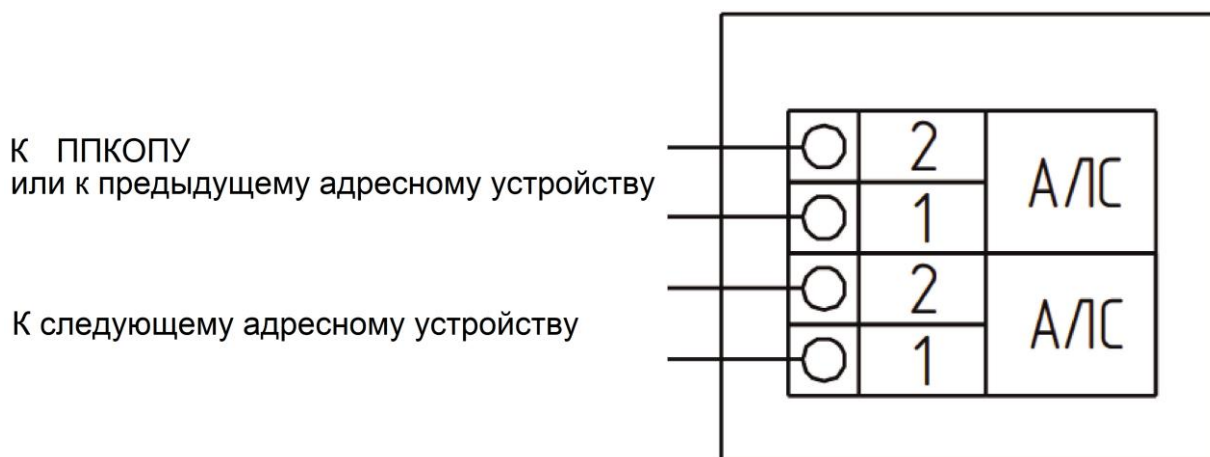 К ППКОПУ
или к предыдущему адресному устройству
К следующему адресному устройству
2
1
АЛС
2
1
АЛС